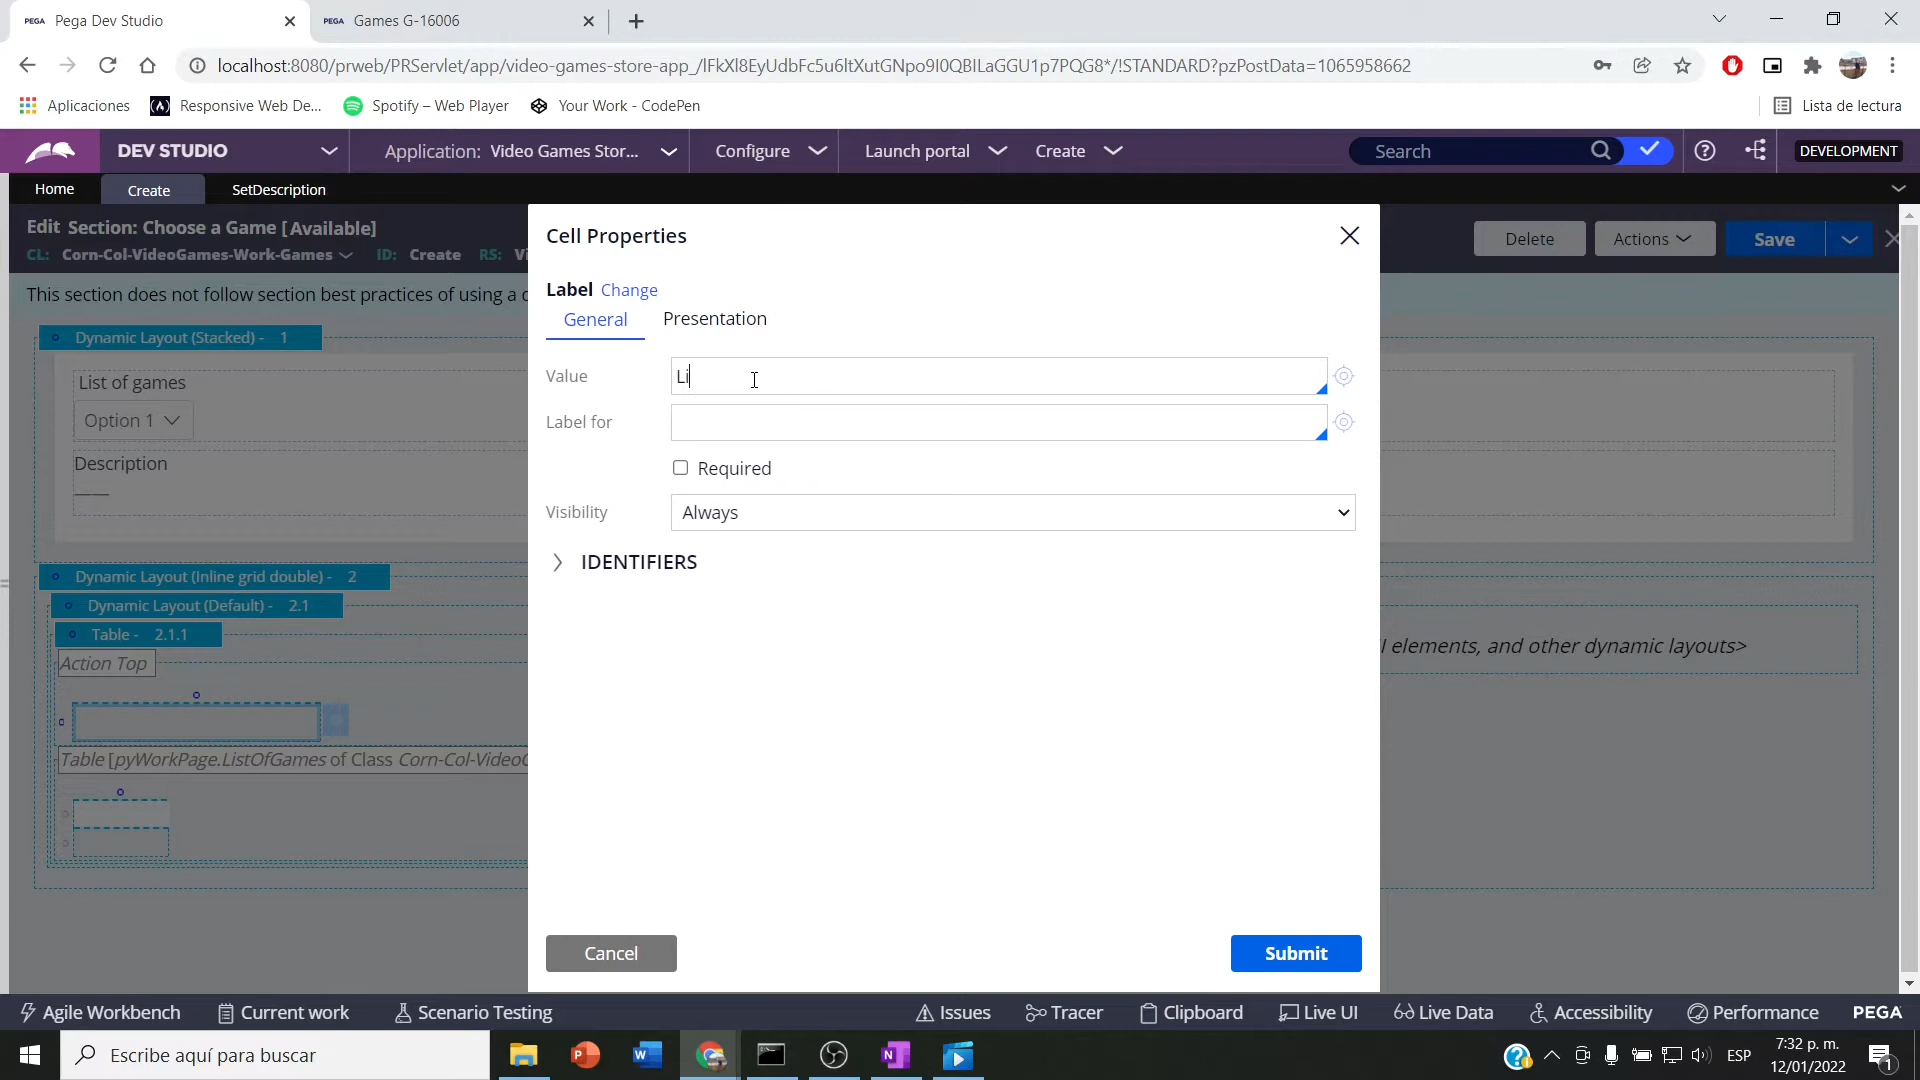 PEGA Pega Dev Studio
PEGA Games G-16006
localhost:8080/prweb/PRServlet/app/video-games-store-app_/lFkXl8EyUdbFc5u6ltXutGNpo9I0QBILaGGU1p7PQG8*/!STANDARD?pzPostData=1065958662
Aplicaciones
Responsive Web De...
Spotify – Web Player
Your Work - CodePen
Lista de lectura
DEV STUDIO
Application: Video Games Stor...
Configure
Launch portal
Create
Search
DEVELOPMENT
Home
Create
SetDescription
Edit Section: Choose a Game [Available]
CL: Corn-Col-VideoGames-Work-Games ID: Create RS: Vi
Delete
Actions
Save
This section does not follow section best practices of using a
Dynamic Layout (Stacked) - 1
List of games
Option 1
Description
——
Dynamic Layout (Inline grid double) - 2
Dynamic Layout (Default) - 2.1
Table - 2.1.1
Action Top
Table [pyWorkPage.ListOfGames of Class Corn-Col-Video
elements, and other dynamic layouts>
Cell Properties
Label Change
General
Presentation
Value
Li
Label for
Required
Visibility
Always
IDENTIFIERS
Cancel
Submit
Agile Workbench
Current work
Scenario Testing
Issues
Tracer
Clipboard
Live UI
Live Data
Accessibility
Performance
PEGA
Escribe aquí para buscar
ESP
7:32 p. m.
12/01/2022
1